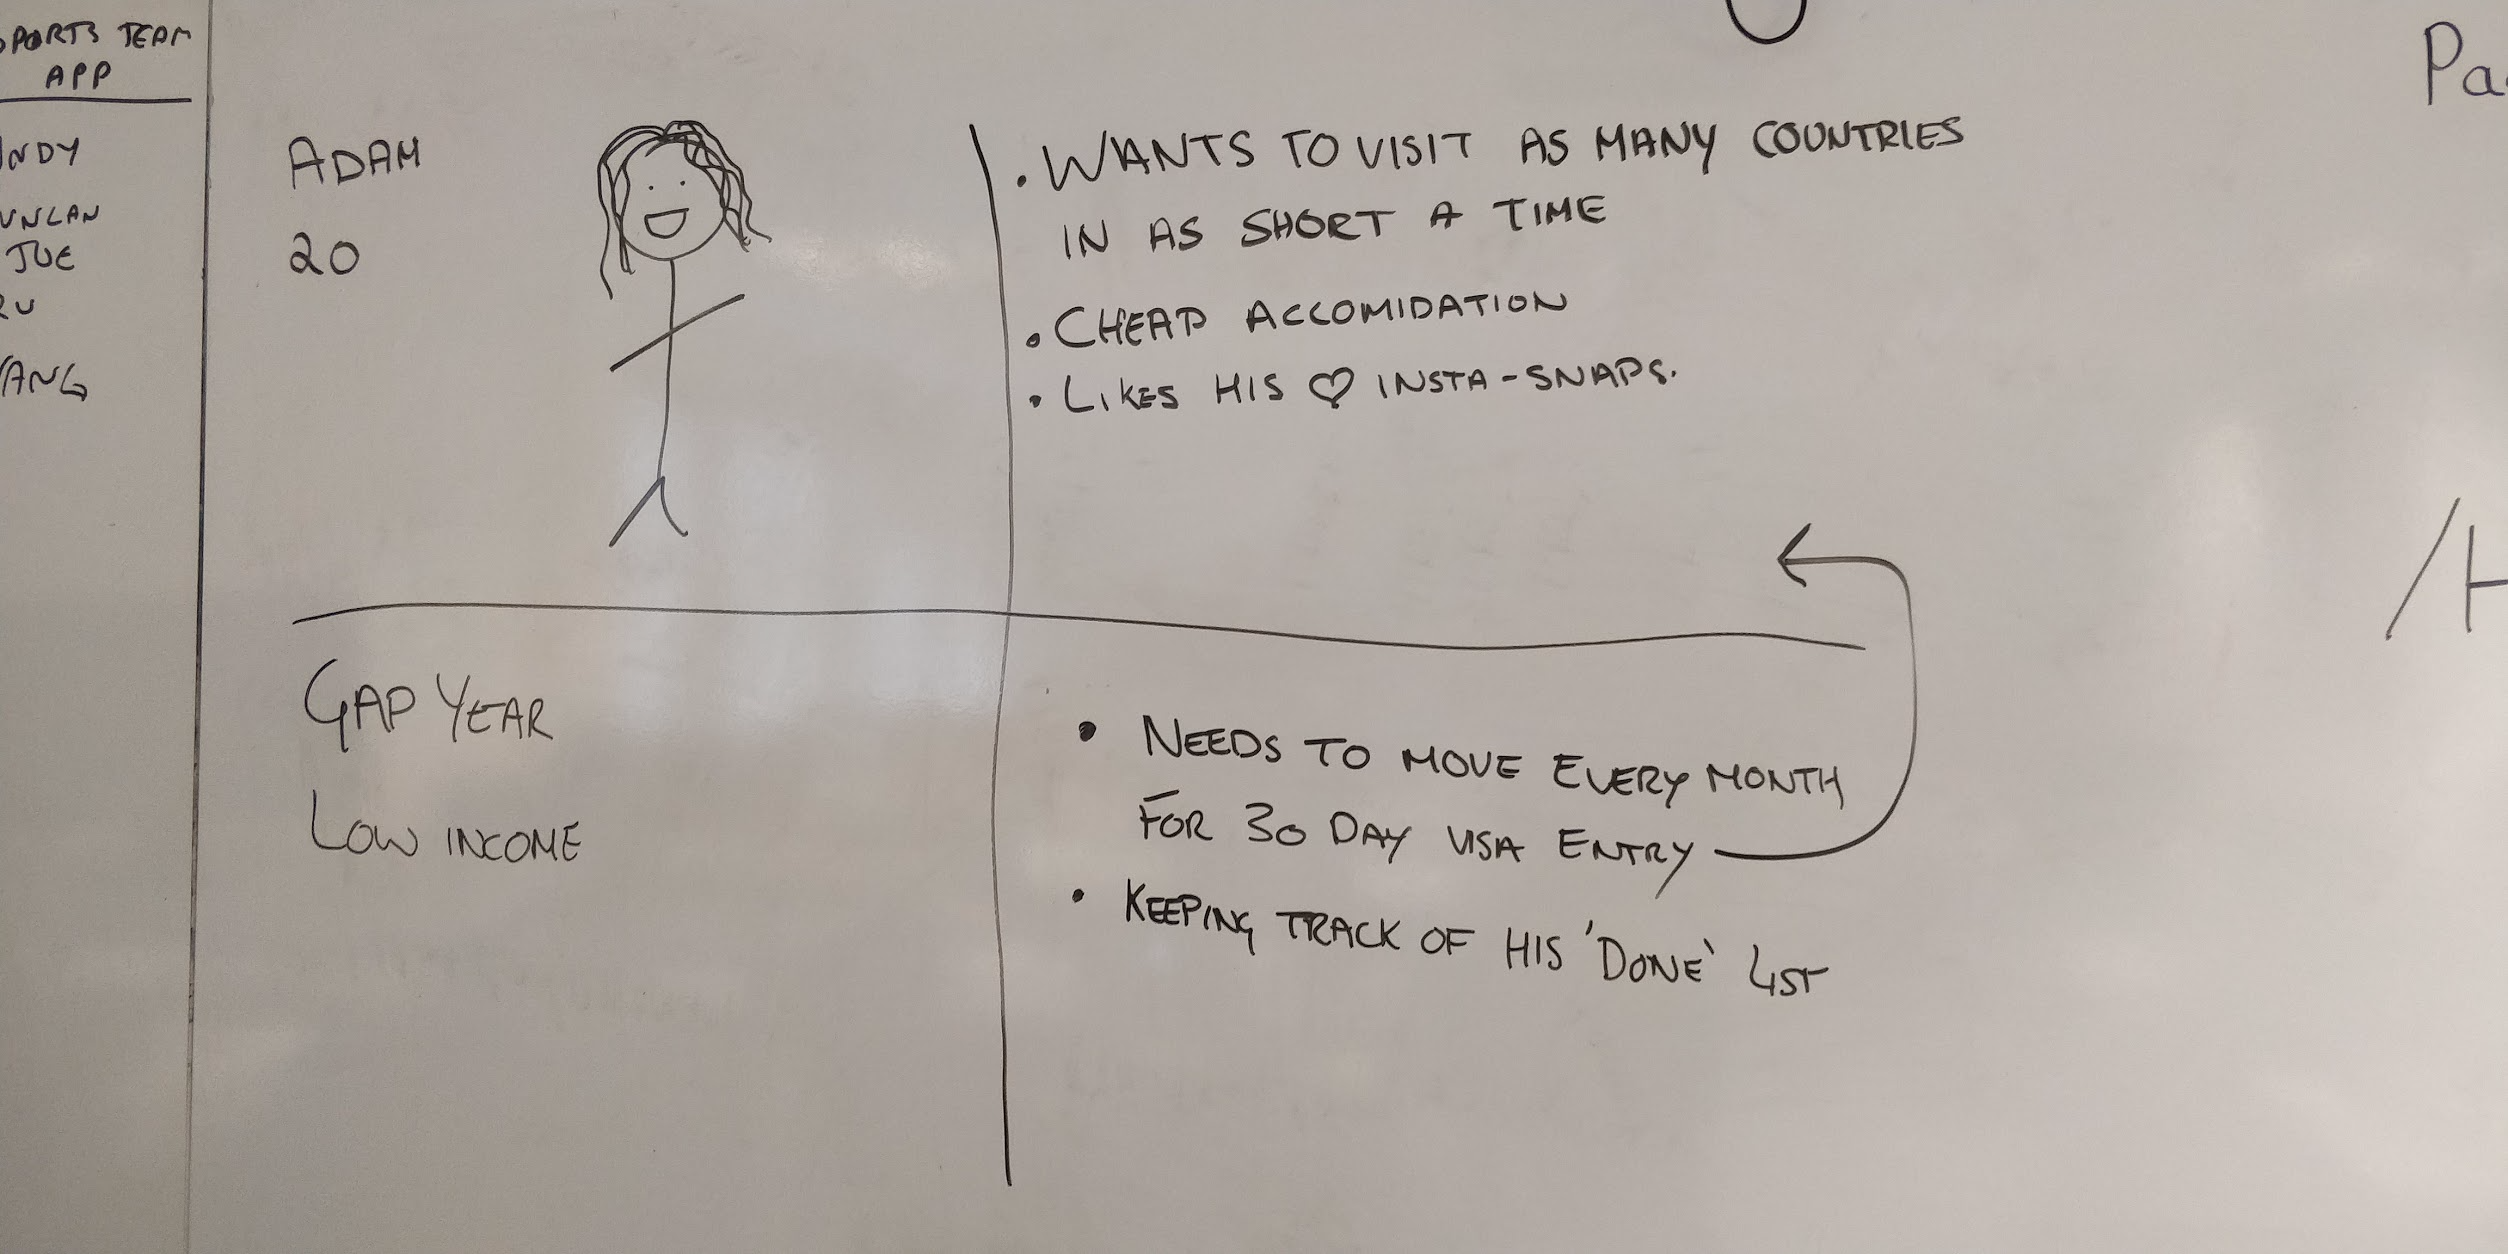 SPORTS TEAM
APP
ADAM
20
• WANTS TO VISIT AS MANY COUNTRIES
IN AS SHORT A TIME
• CHEAP ACCOMIDATION
• LIKES HIS ♡ INSTA-SNAPS.
GAP YEAR
LOW INCOME
• NEEDS TO MOVE EVERY MONTH
FOR 30 DAY VISA ENTRY
• KEEPING TRACK OF HIS 'DONE' LIST